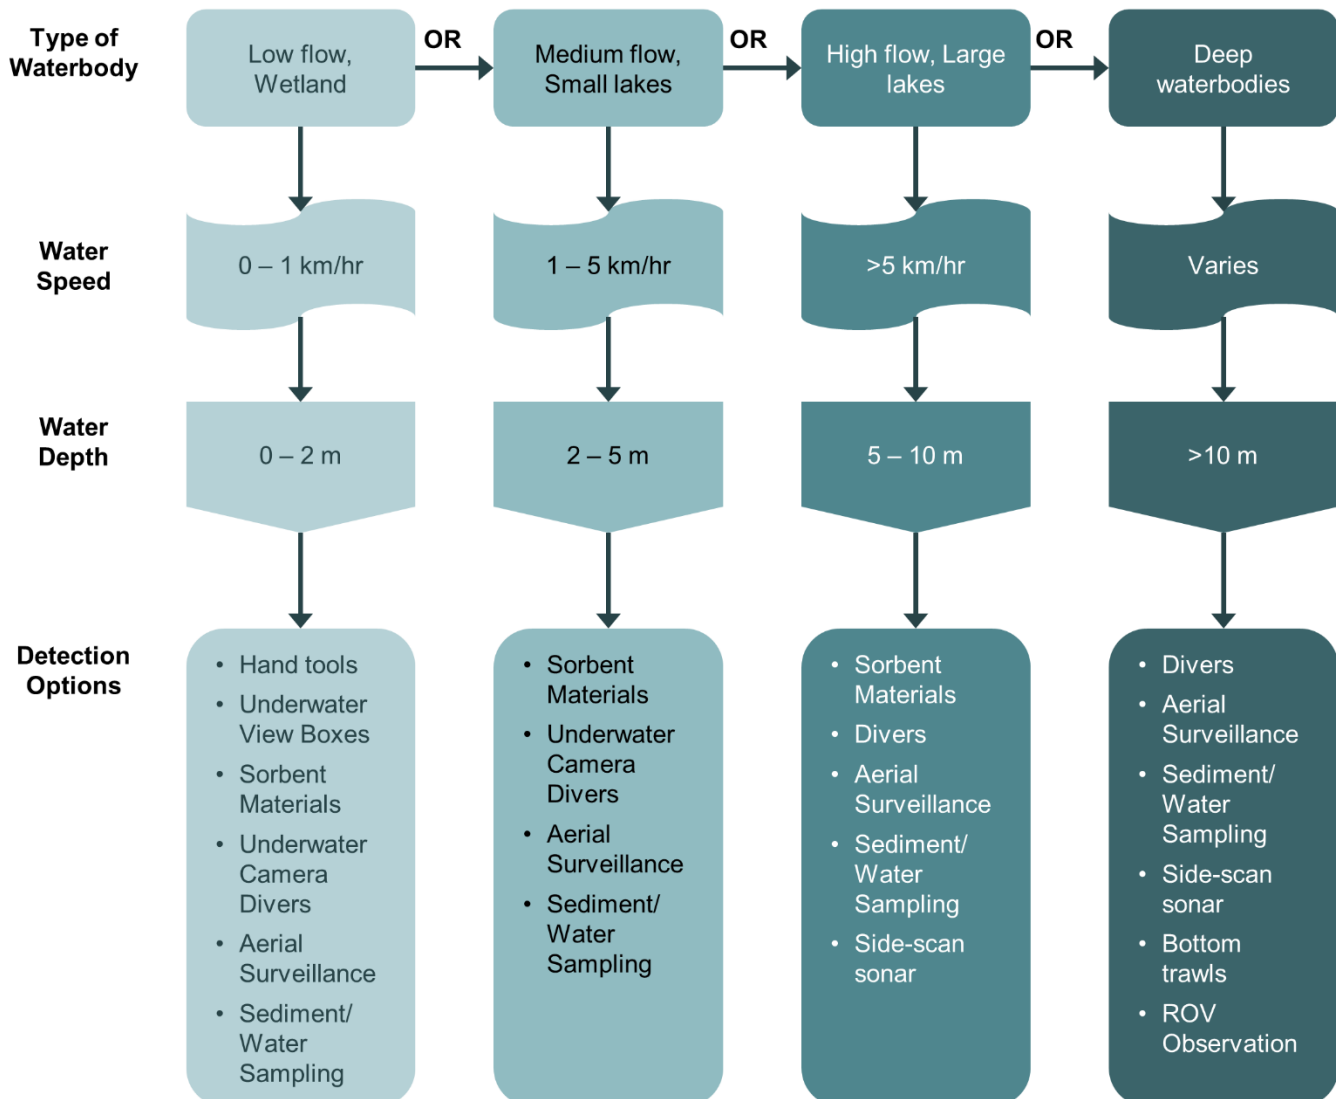 Type of
Waterbody
Low flow,
Wetland
OR
Medium flow,
Small lakes
OR
High flow, Large
lakes
OR
Deep
waterbodies
Water
Speed
0 – 1 km/hr
1 – 5 km/hr
>5 km/hr
Varies
Water
Depth
0 – 2 m
2 – 5 m
5 – 10 m
>10 m
Detection
Options
• Hand tools
• Underwater
View Boxes
• Sorbent
Materials
• Underwater
Camera
Divers
• Aerial
Surveillance
• Sediment/
Water
Sampling
• Sorbent
Materials
• Underwater
Camera
Divers
• Aerial
Surveillance
• Sediment/
Water
Sampling
• Sorbent
Materials
• Divers
• Aerial
Surveillance
• Sediment/
Water
Sampling
• Side-scan
sonar
• Divers
• Aerial
Surveillance
• Sediment/
Water
Sampling
• Side-scan
sonar
• Bottom
trawls
• ROV
Observation